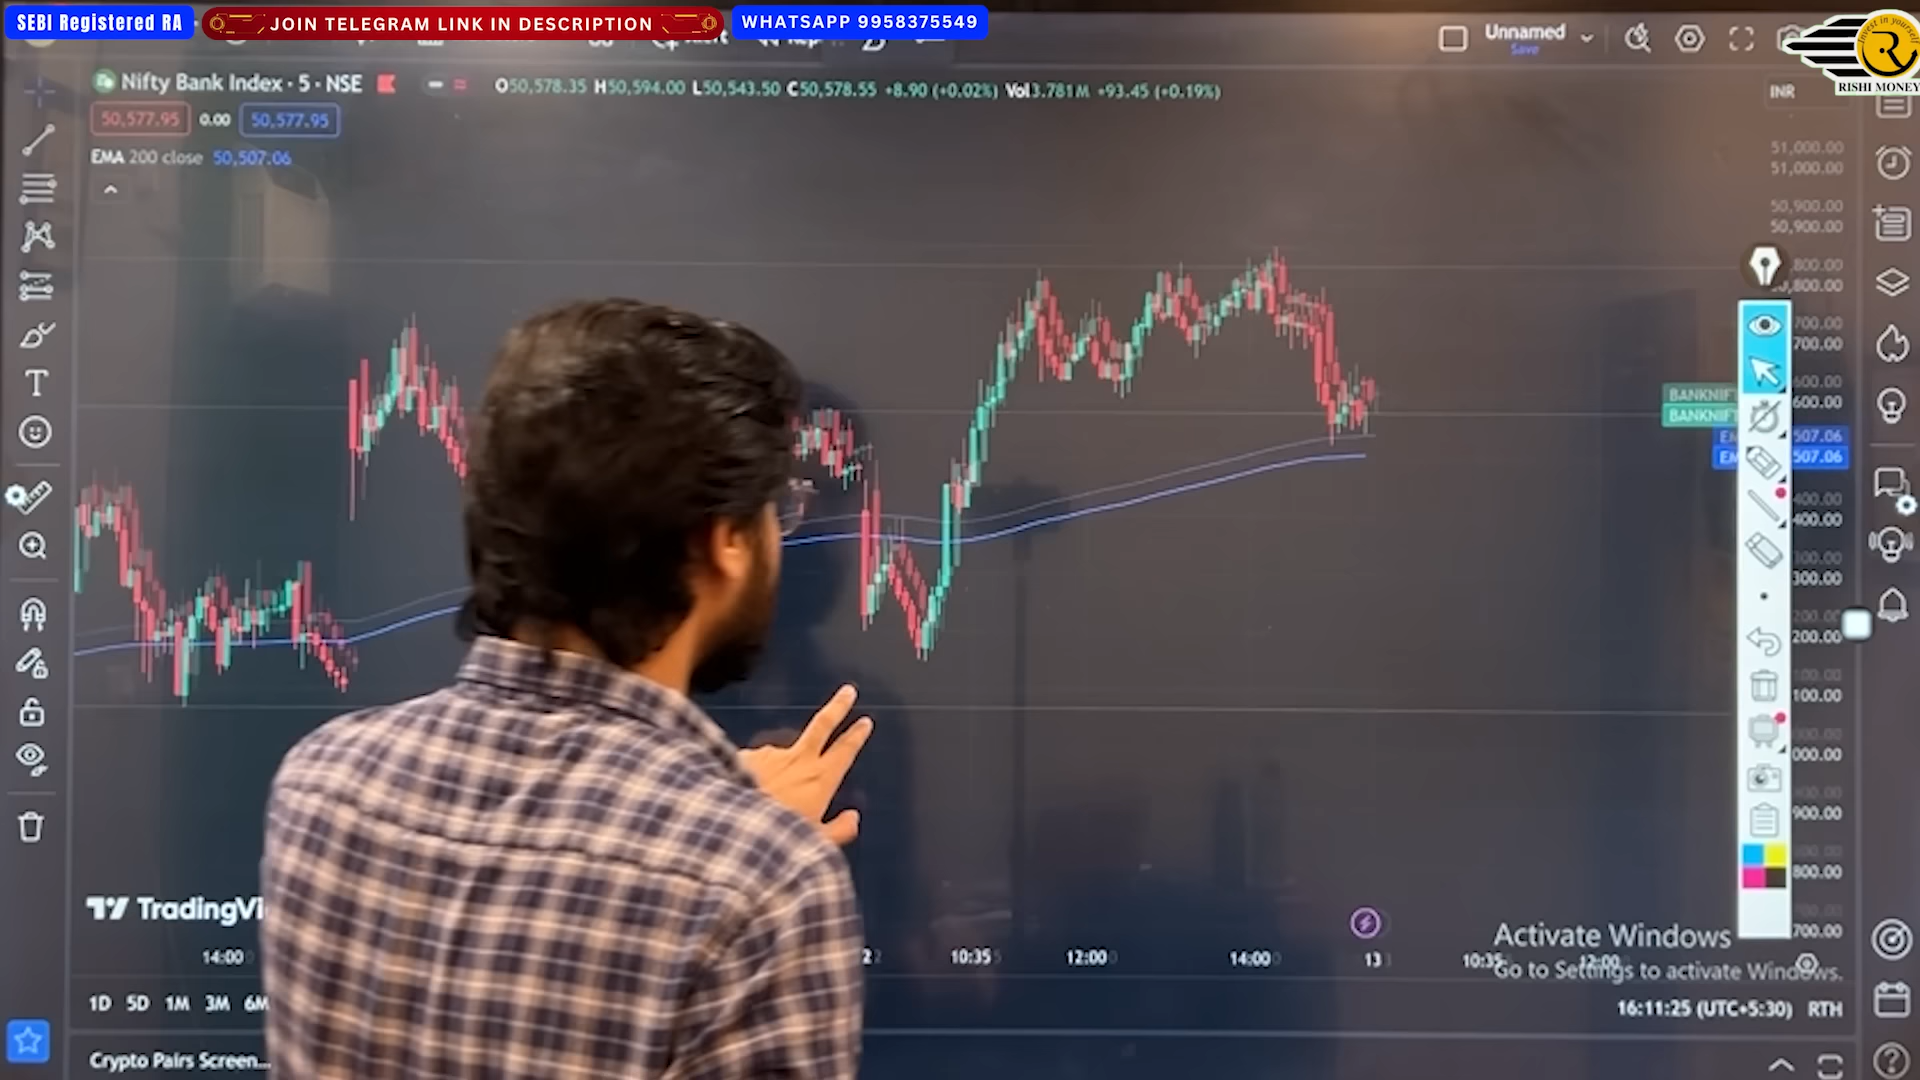 SEBI Registered RA
JOIN TELEGRAM LINK IN DESCRIPTION
WHATSAPP 9958375549
Unnamed
Save
RISHI MONEY
Nifty Bank Index · 5 · NSE
O50,578.35 H50,594.00 L50,543.50 C50,578.55 +8.90 (+0.02%) Vol3.781M +93.45 (+0.19%)
INR
50,577.95 0.00 50,577.95
EMA 200 close 50,507.06
51,000.00
51,000.00
50,900.00
50,900.00
800.00
800.00
700.00
700.00
600.00
BANKNIF
600.00
BANKNIF
507.06
507.06
400.00
400.00
300.00
300.00
200.00
200.00
100.00
100.00
000.00
900.00
800.00
700.00
TradingVi
Activate Windows
Go to Settings to activate Windows.
14:00
10:35
12:00
14:00
13
10:35
12:00
1D 5D 1M 3M 6M
16:11:25 (UTC+5:30) RTH
Crypto Pairs Screen...